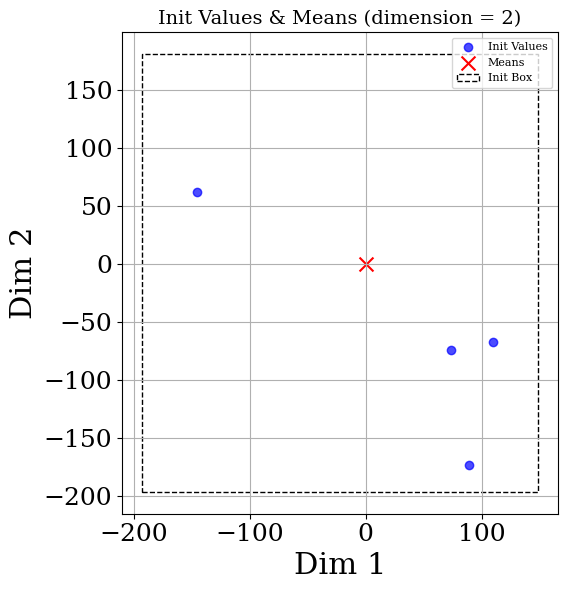 Init Values & Means (dimension = 2)
Init Values
Means
Init Box
Dim 2
150
100
50
0
−50
−100
−150
−200
−200
−100
0
100
Dim 1